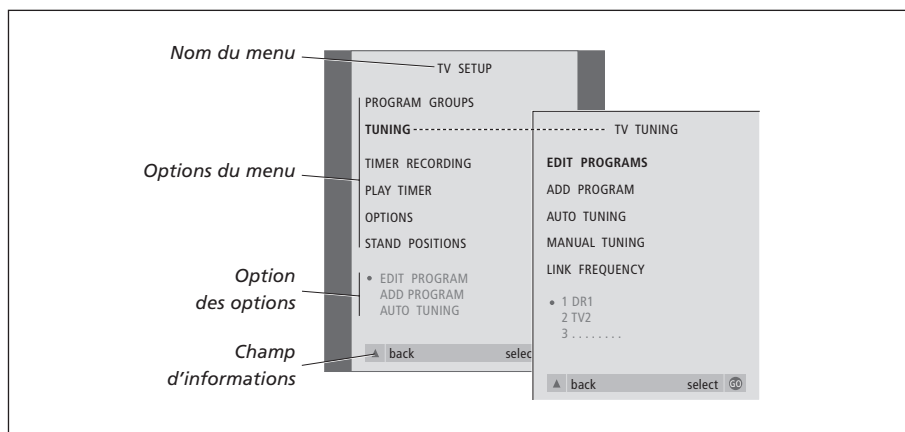 Nom du menu
TV SETUP
PROGRAM GROUPS
TUNING
TIMER RECORDING
PLAY TIMER
OPTIONS
STAND POSITIONS
• EDIT PROGRAM
ADD PROGRAM
AUTO TUNING
▲ back selec
Options du menu
Option
des options
Champ
d'informations
TV TUNING
EDIT PROGRAMS
ADD PROGRAM
AUTO TUNING
MANUAL TUNING
LINK FREQUENCY
• 1 DR1
2 TV2
3 . . . . . . . .
▲ back select GO